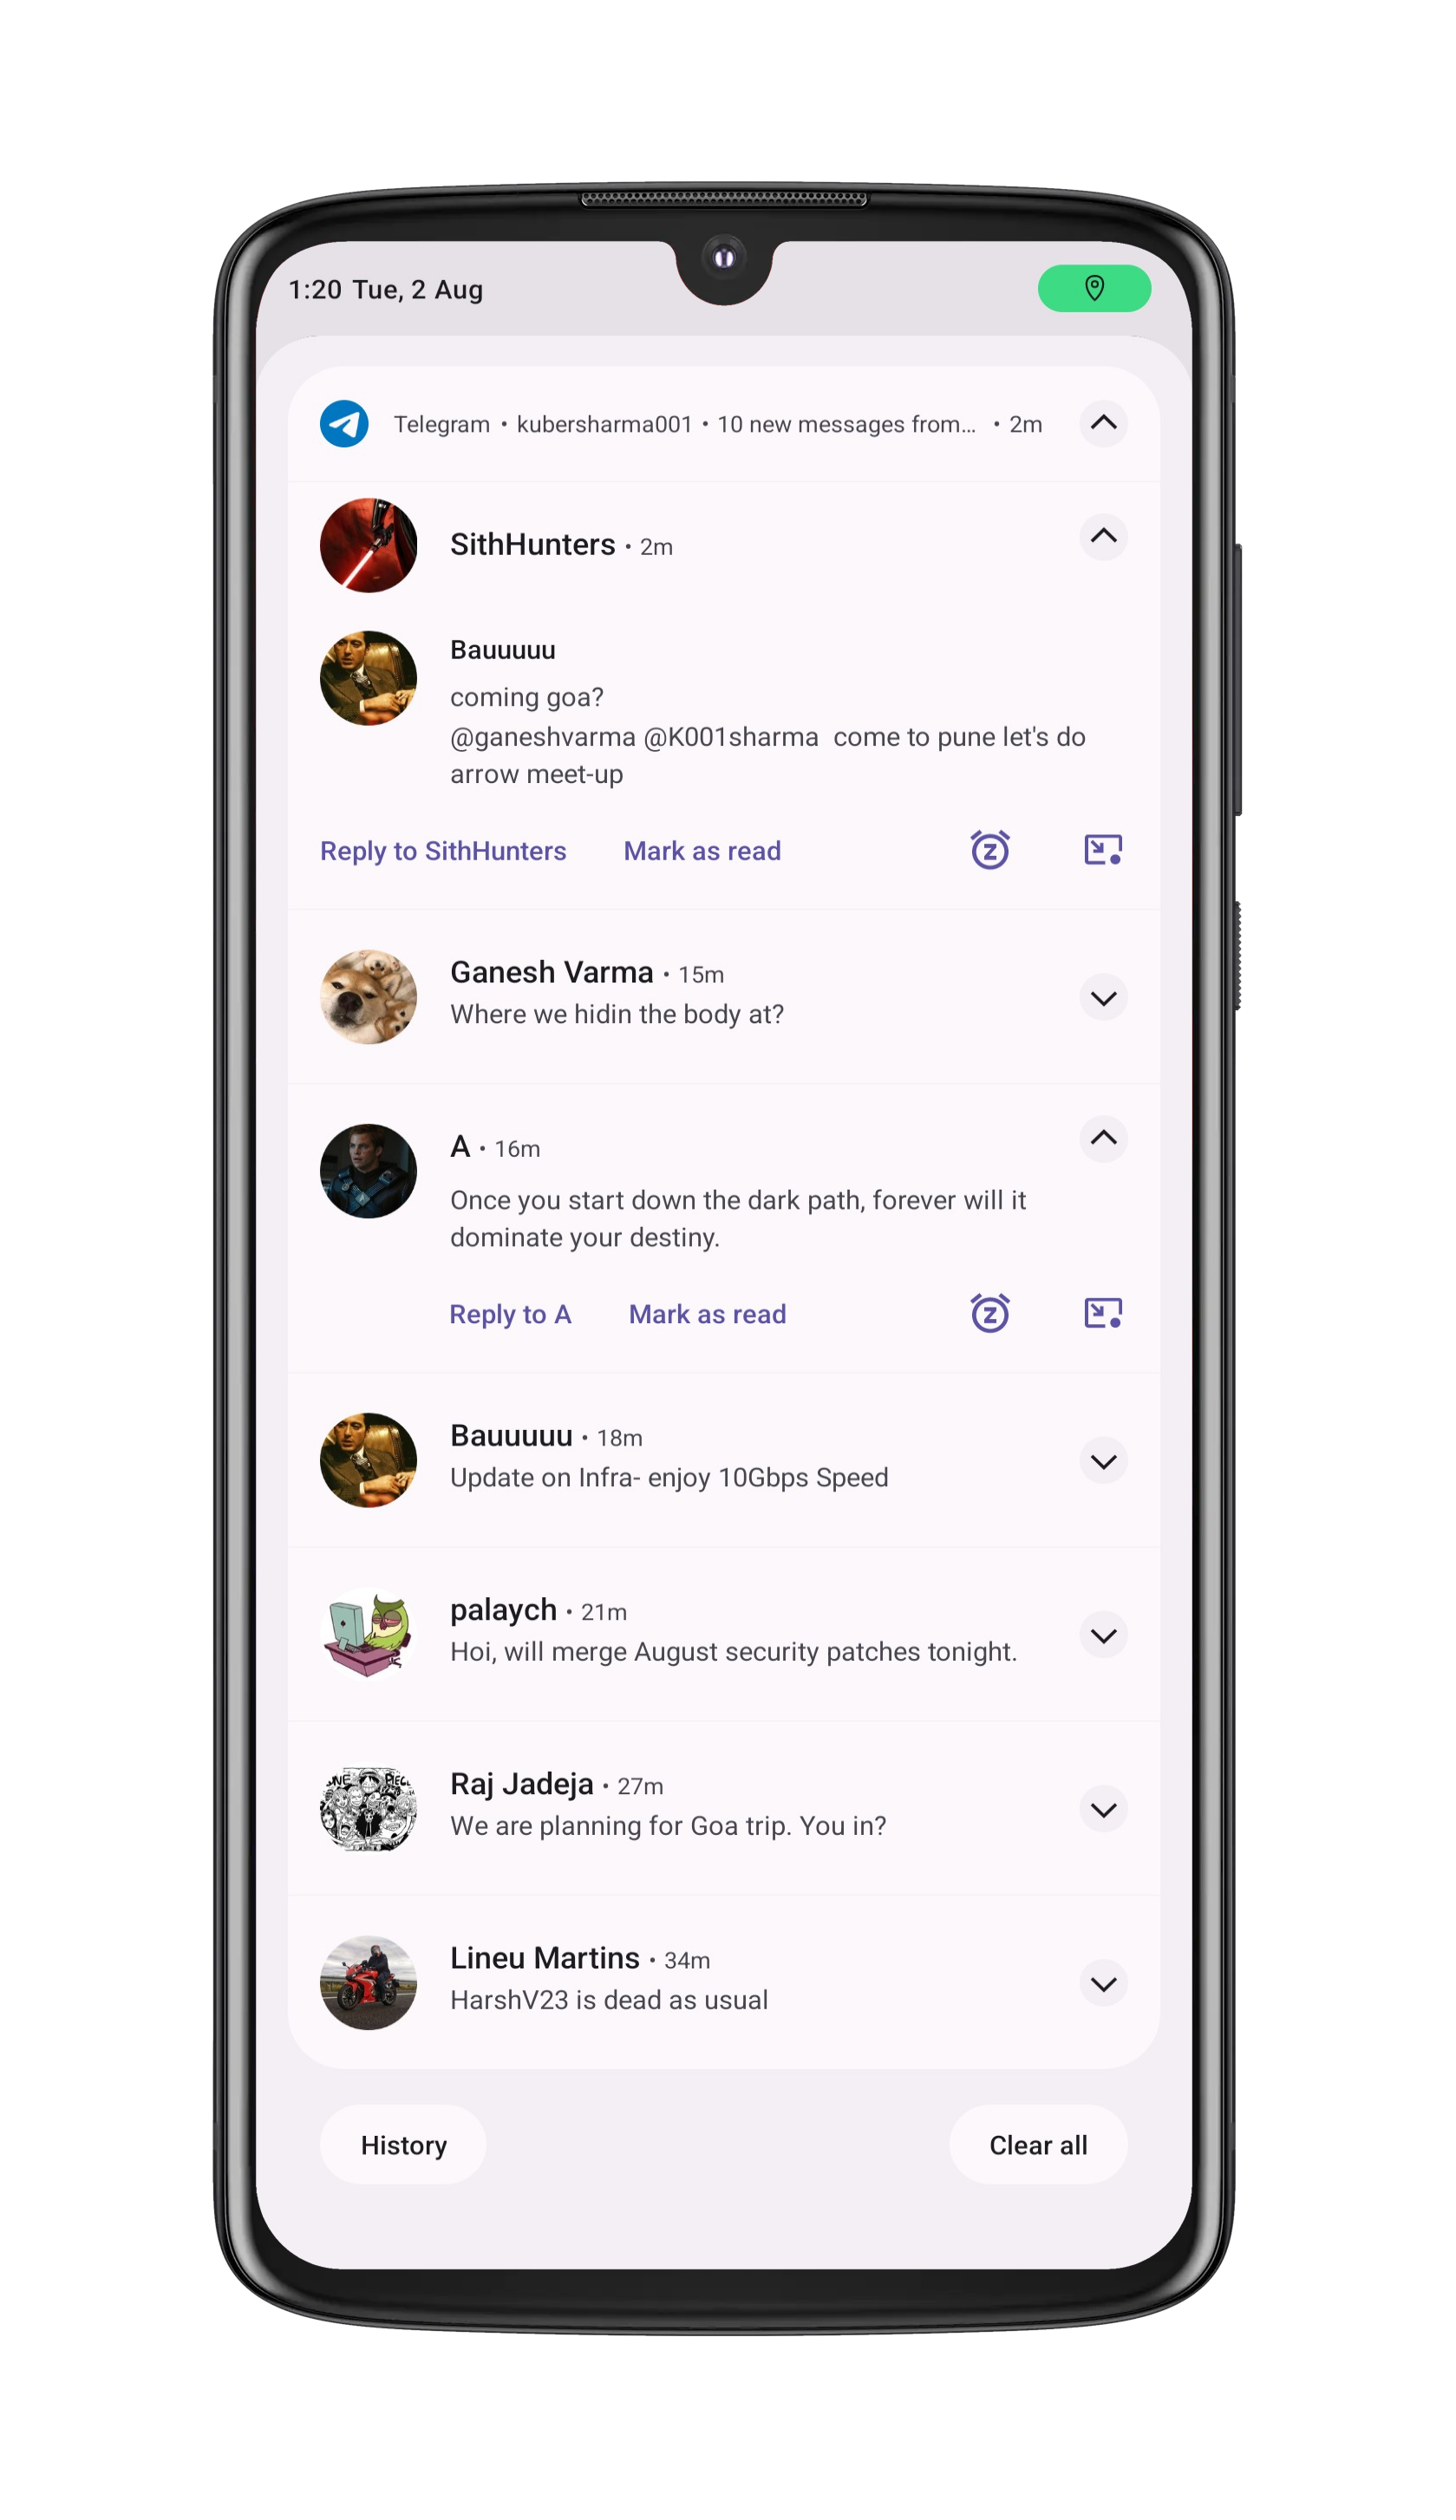 1:20 Tue, 2 Aug
Telegram • kubersharma001 • 10 new messages from... • 2m
SithHunters • 2m
Bauuuuu
coming goa?
@ganeshvarma @K001sharma  come to pune let's do
arrow meet-up
Reply to SithHunters Mark as read
Ganesh Varma • 15m
Where we hidin the body at?
A • 16m
Once you start down the dark path, forever will it
dominate your destiny.
Reply to A Mark as read
Bauuuuu • 18m
Update on Infra- enjoy 10Gbps Speed
palaych • 21m
Hoi, will merge August security patches tonight.
Raj Jadeja • 27m
We are planning for Goa trip. You in?
Lineu Martins • 34m
HarshV23 is dead as usual
History Clear all